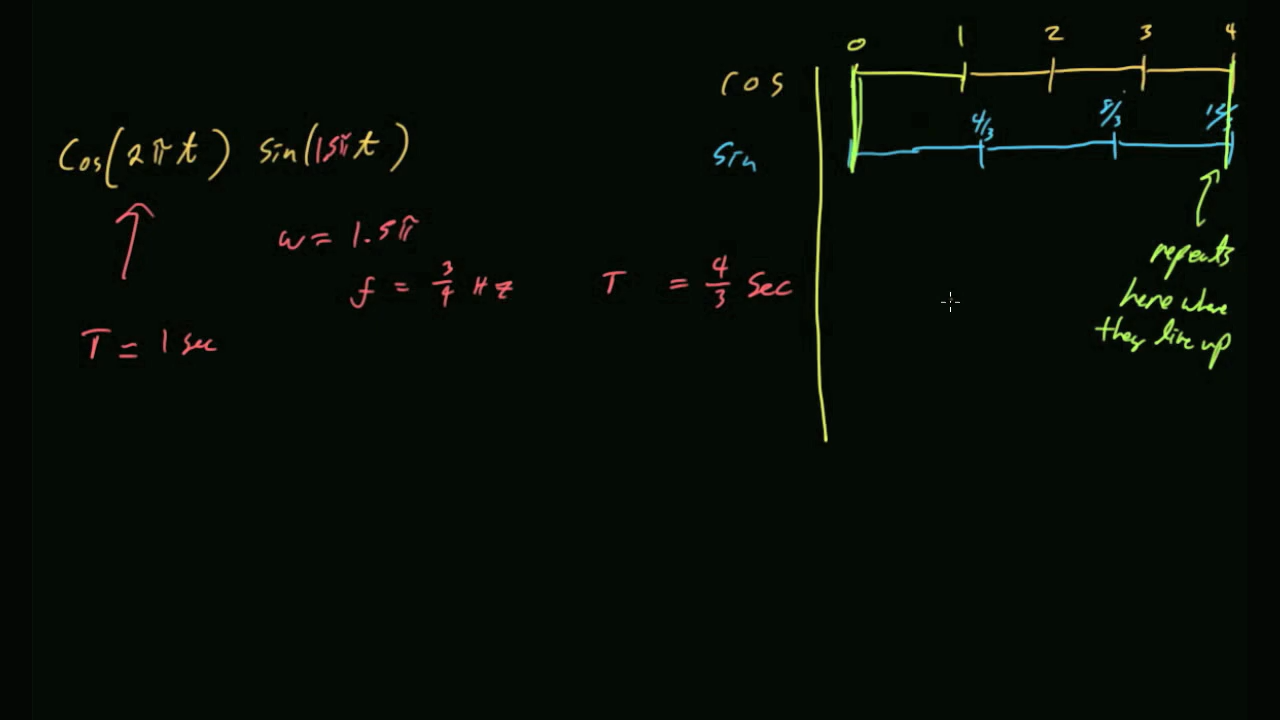 0 1 2 3 4
cos
4/3 8/3
sin
Cos(2πt) sin(1.5πt)
ω = 1.5π
f = 3/4 Hz T = 4/3 Sec
T = 1 sec
repeats
here where
they line up